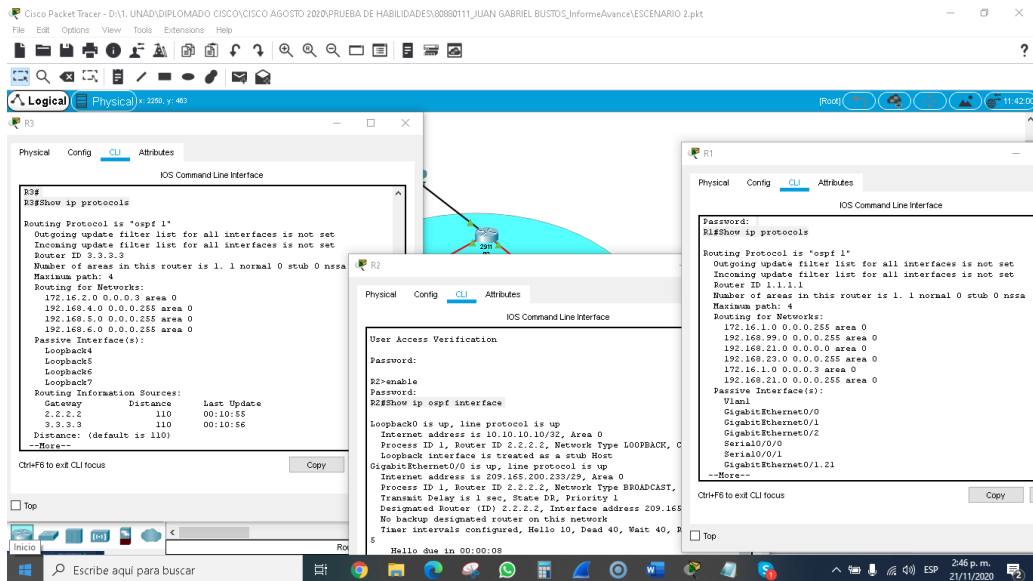 Cisco Packet Tracer - D:\1, UNAD\DIPLOMADO CISCO\CISCO AGOSTO 2020\PRUEBA DE HABILIDADES\80880111_JUAN GABRIEL BUSTOS_InformeAvance\ESCENARIO 2.pkt
File Edit Options View Tools Extensions Help
Logical Physical x: 2260, y: 463 [Root] 11:42:00
R3
Physical Config CLI Attributes
IOS Command Line Interface
R3#
R3#Show ip protocols
Routing Protocol is "ospf 1"
Outgoing update filter list for all interfaces is not set
Incoming update filter list for all interfaces is not set
Router ID 3.3.3.3
Number of areas in this router is 1. 1 normal 0 stub 0 nssa
Maximum path: 4
Routing for Networks:
172.16.2.0 0.0.0.3 area 0
192.168.4.0 0.0.0.255 area 0
192.168.5.0 0.0.0.255 area 0
192.168.6.0 0.0.0.255 area 0
Passive Interface(s):
Loopback4
Loopback5
Loopback6
Loopback7
Routing Information Sources:
Gateway Distance Last Update
2.2.2.2 110 00:10:55
3.3.3.3 110 00:10:56
Distance: (default is 110)
--More--
Ctrl+F6 to exit CLI focus
Copy
Top
Inicio
2911
R2
Physical Config CLI Attributes
IOS Command Line Interface
User Access Verification
Password:
R2>enable
Password:
R2#Show ip ospf interface
Loopback0 is up, line protocol is up
Internet address is 10.10.10.10/32, Area 0
Process ID 1, Router ID 2.2.2.2, Network Type LOOPBACK, C
Loopback interface is treated as a stub Host
GigabitEthernet0/0 is up, line protocol is up
Internet address is 209.165.200.233/29, Area 0
Process ID 1, Router ID 2.2.2.2, Network Type BROADCAST,
Transmit Delay is 1 sec, State DR, Priority 1
Designated Router (ID) 2.2.2.2, Interface address 209.165
No backup designated router on this network
Timer intervals configured, Hello 10, Dead 40, Wait 40, R
5
Hello due in 00:00:08
R1
Physical Config CLI Attributes
IOS Command Line Interface
Password:
R1#Show ip protocols
Routing Protocol is "ospf 1"
Outgoing update filter list for all interfaces is not set
Incoming update filter list for all interfaces is not set
Router ID 1.1.1.1
Number of areas in this router is 1. 1 normal 0 stub 0 nssa
Maximum path: 4
Routing for Networks:
172.16.1.0 0.0.0.255 area 0
192.168.99.0 0.0.0.255 area 0
192.168.21.0 0.0.0.0 area 0
192.168.23.0 0.0.0.255 area 0
172.16.1.0 0.0.0.3 area 0
192.168.21.0 0.0.0.255 area 0
Passive Interface(s):
Vlan1
GigabitEthernet0/0
GigabitEthernet0/1
GigabitEthernet0/2
Serial0/0/0
Serial0/0/1
GigabitEthernet0/1.21
--More--
Ctrl+F6 to exit CLI focus
Copy
Top
Escribe aquí para buscar
ESP
2:46 p. m.
21/11/2020